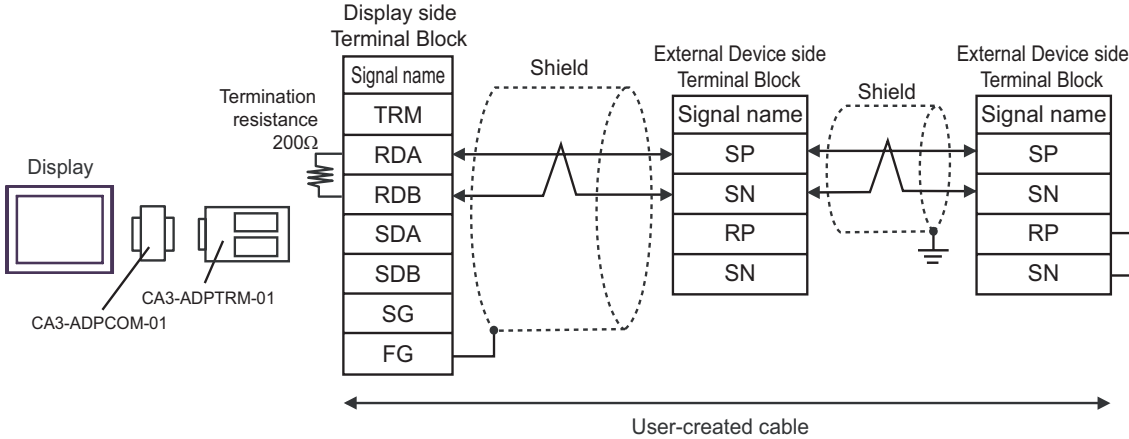 Display side
Terminal Block
Signal name
TRM
RDA
RDB
SDA
SDB
SG
FG
Termination
resistance
200Ω
Display
CA3-ADPCOM-01
CA3-ADPTRM-01
Shield
External Device side
Terminal Block
Signal name
SP
SN
RP
SN
Shield
External Device side
Terminal Block
Signal name
SP
SN
RP
SN
User-created cable